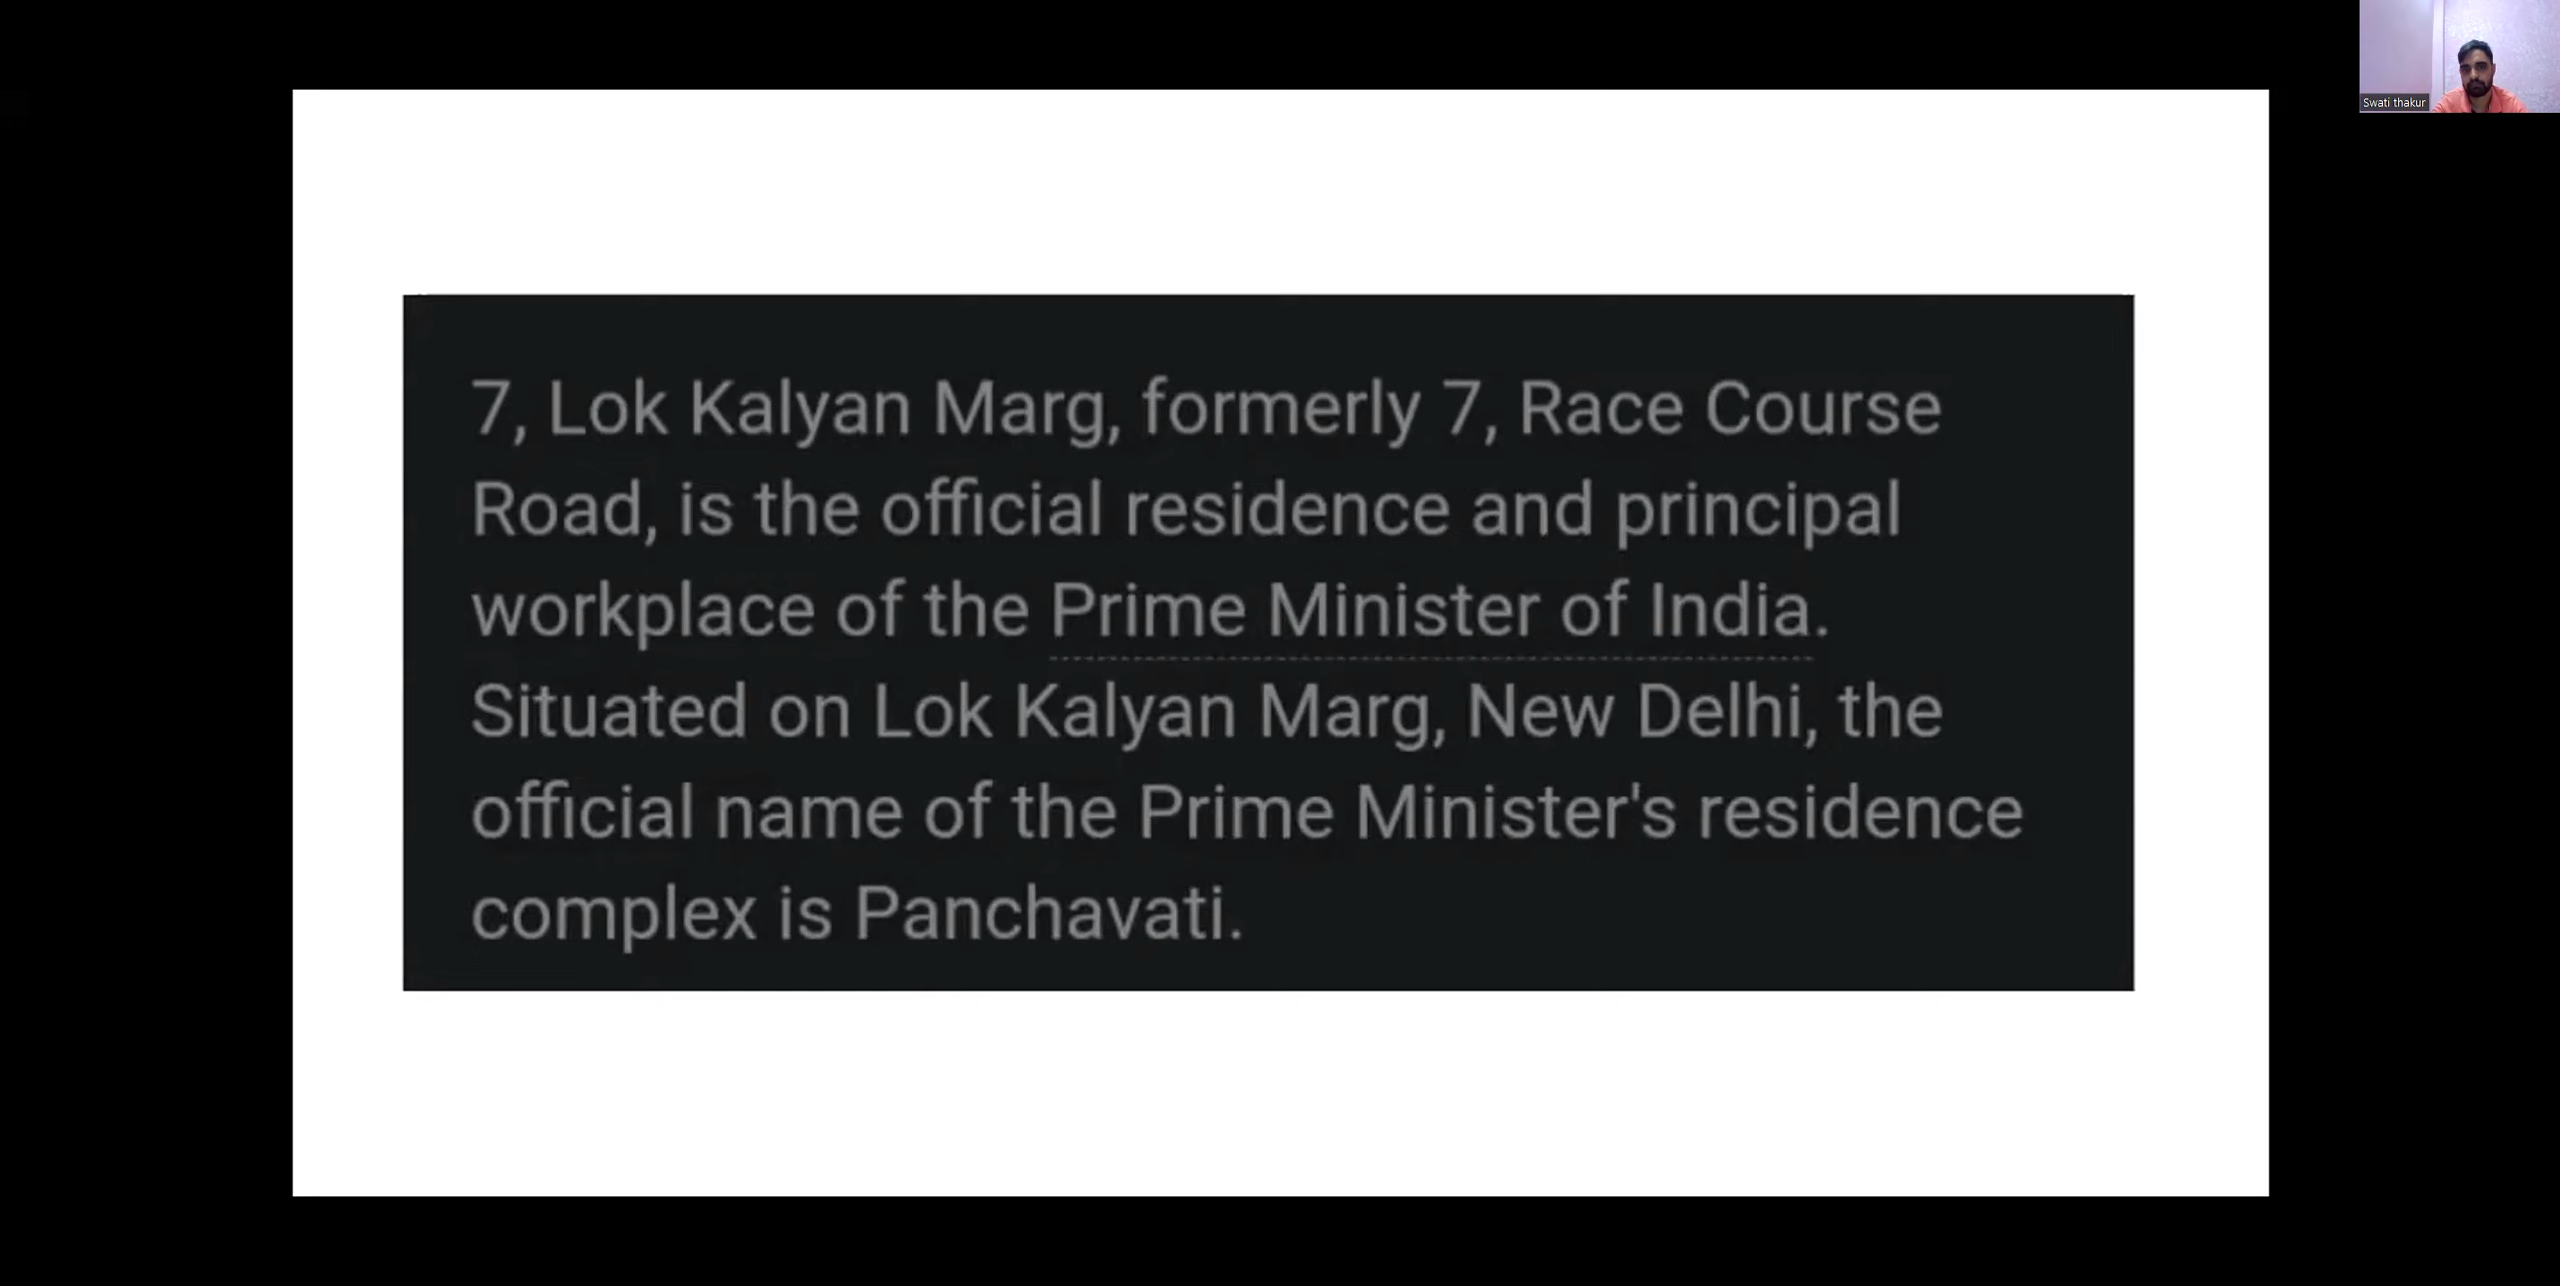 Swati thakur
7, Lok Kalyan Marg, formerly 7, Race Course
Road, is the official residence and principal
workplace of the Prime Minister of India.
Situated on Lok Kalyan Marg, New Delhi, the
official name of the Prime Minister's residence
complex is Panchavati.